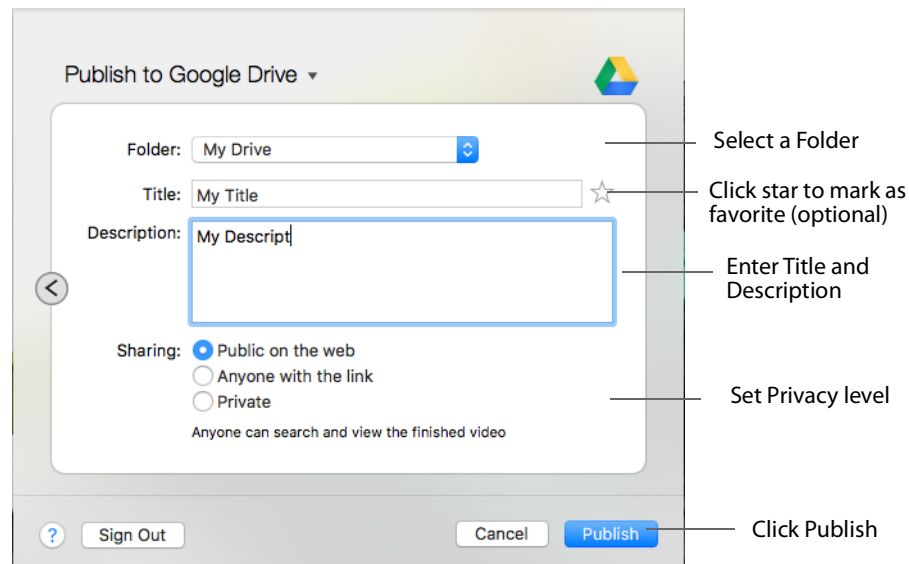 Publish to Google Drive
Folder: My Drive
Select a Folder
Title: My Title
Click star to mark as
favorite (optional)
Description: My Descript
Enter Title and
Description
Sharing: Public on the web
Anyone with the link
Private
Set Privacy level
Anyone can search and view the finished video
? Sign Out Cancel Publish
Click Publish